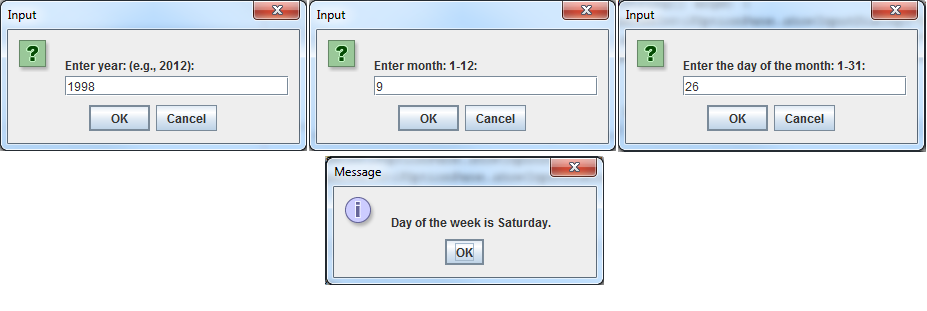 Input
Enter year: (e.g., 2012):
1998
OK Cancel
Input
Enter month: 1-12:
9
OK Cancel
Input
Enter the day of the month: 1-31:
26
OK Cancel
Message
Day of the week is Saturday.
OK